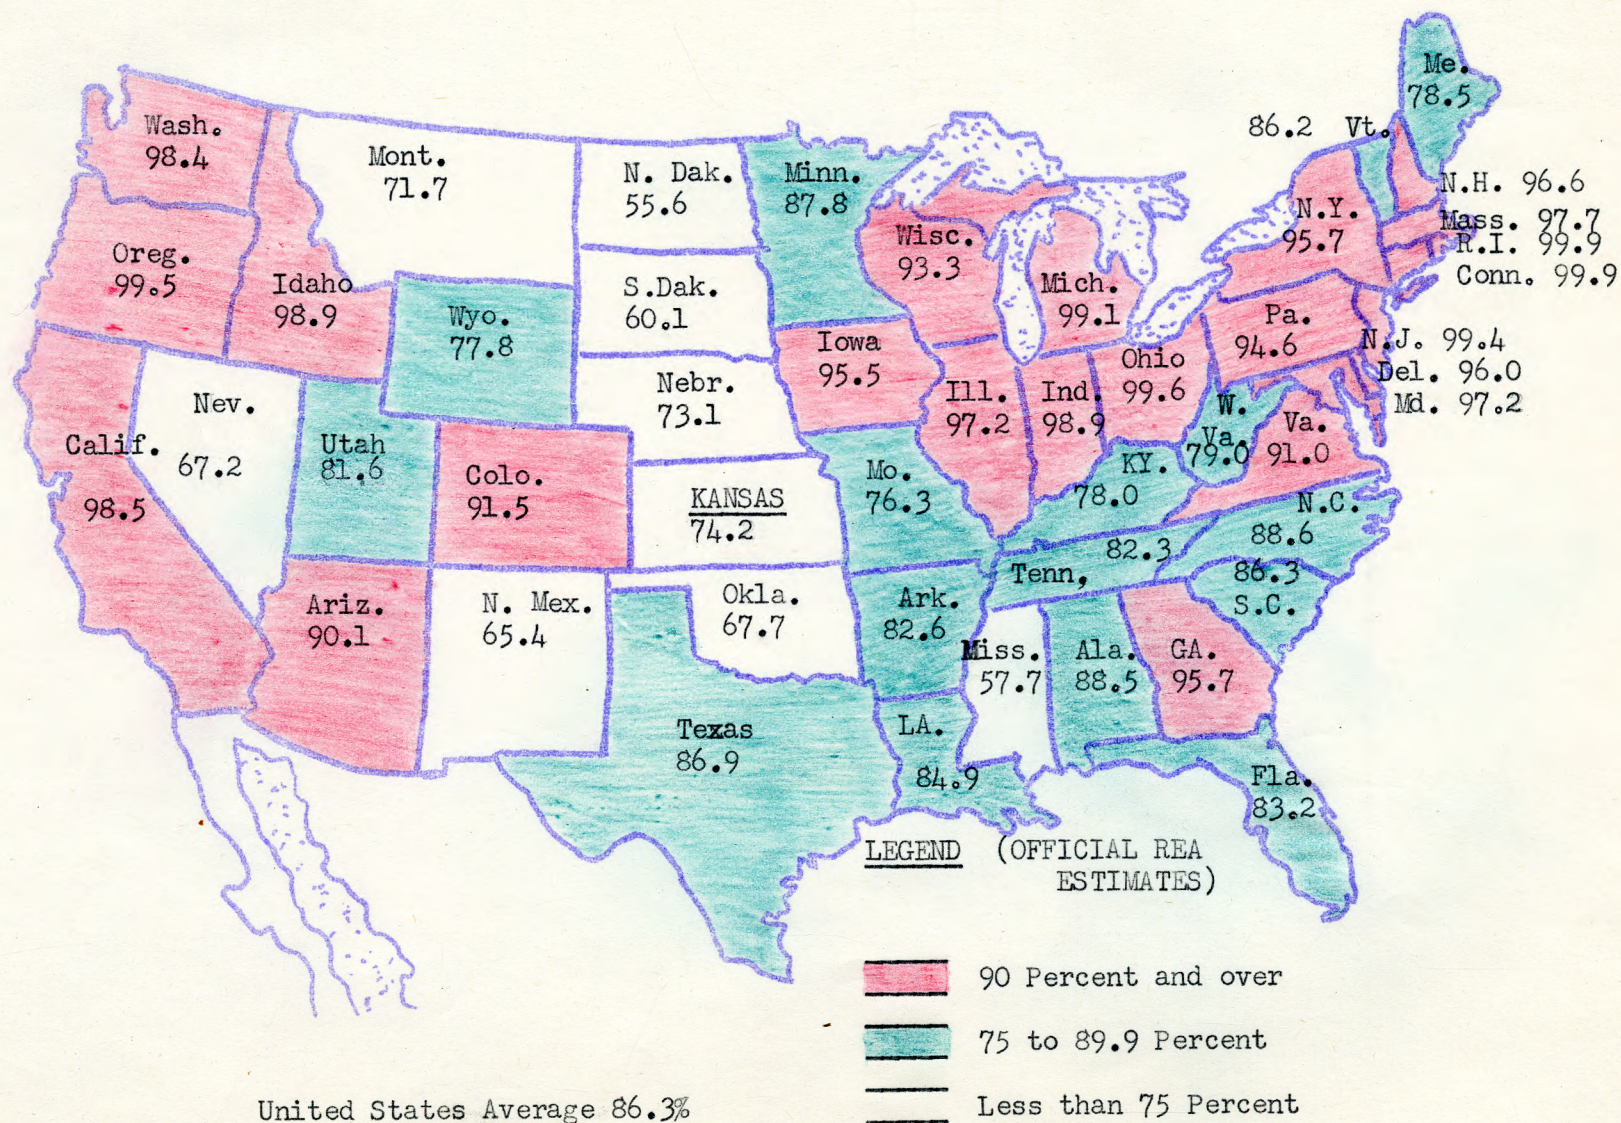 Me.
78.5
86.2 Vt.
Wash.
98.4
Mont.
71.7
N. Dak.
55.6
Minn.
87.8
N.H. 96.6
Mass. 97.7
R.I. 99.9
Conn. 99.9
N.Y.
95.7
Wisc.
93.3
Oreg.
99.5
Idaho
98.9
S.Dak.
60.1
Mich.
99.1
Wyo.
77.8
Pa.
94.6
N.J. 99.4
Del. 96.0
Md. 97.2
Iowa
95.5
Ohio
99.6
Nebr.
73.1
Ill.
97.2
Ind.
98.9
Nev.
67.2
W.
Va.
79.0
Va.
91.0
Calif.
98.5
Utah
81.6
Colo.
91.5
KANSAS
74.2
Mo.
76.3
KY.
78.0
N.C.
88.6
82.3
Tenn,
86.3
S.C.
Ariz.
90.1
N. Mex.
65.4
Okla.
67.7
Ark.
82.6
Miss.
57.7
Ala.
88.5
GA.
95.7
Texas
86.9
LA.
84.9
Fla.
83.2
LEGEND (OFFICIAL REA
ESTIMATES)
90 Percent and over
75 to 89.9 Percent
Less than 75 Percent
United States Average 86.3%